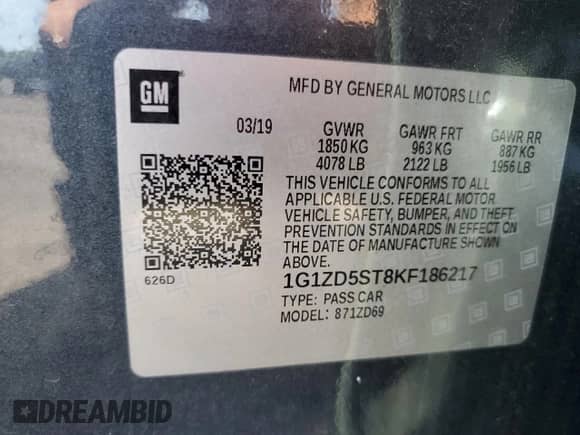 GM
MFD BY GENERAL MOTORS LLC
03/19 GVWR GAWR FRT GAWR RR
1850 KG 963 KG 887 KG
4078 LB 2122 LB 1956 LB
THIS VEHICLE CONFORMS TO ALL
APPLICABLE U.S. FEDERAL MOTOR
VEHICLE SAFETY, BUMPER, AND THEFT
PREVENTION STANDARDS IN EFFECT ON
THE DATE OF MANUFACTURE SHOWN
ABOVE.
626D
1G1ZD5ST8KF186217
TYPE: PASS CAR
MODEL: 871ZD69
DREAMBID